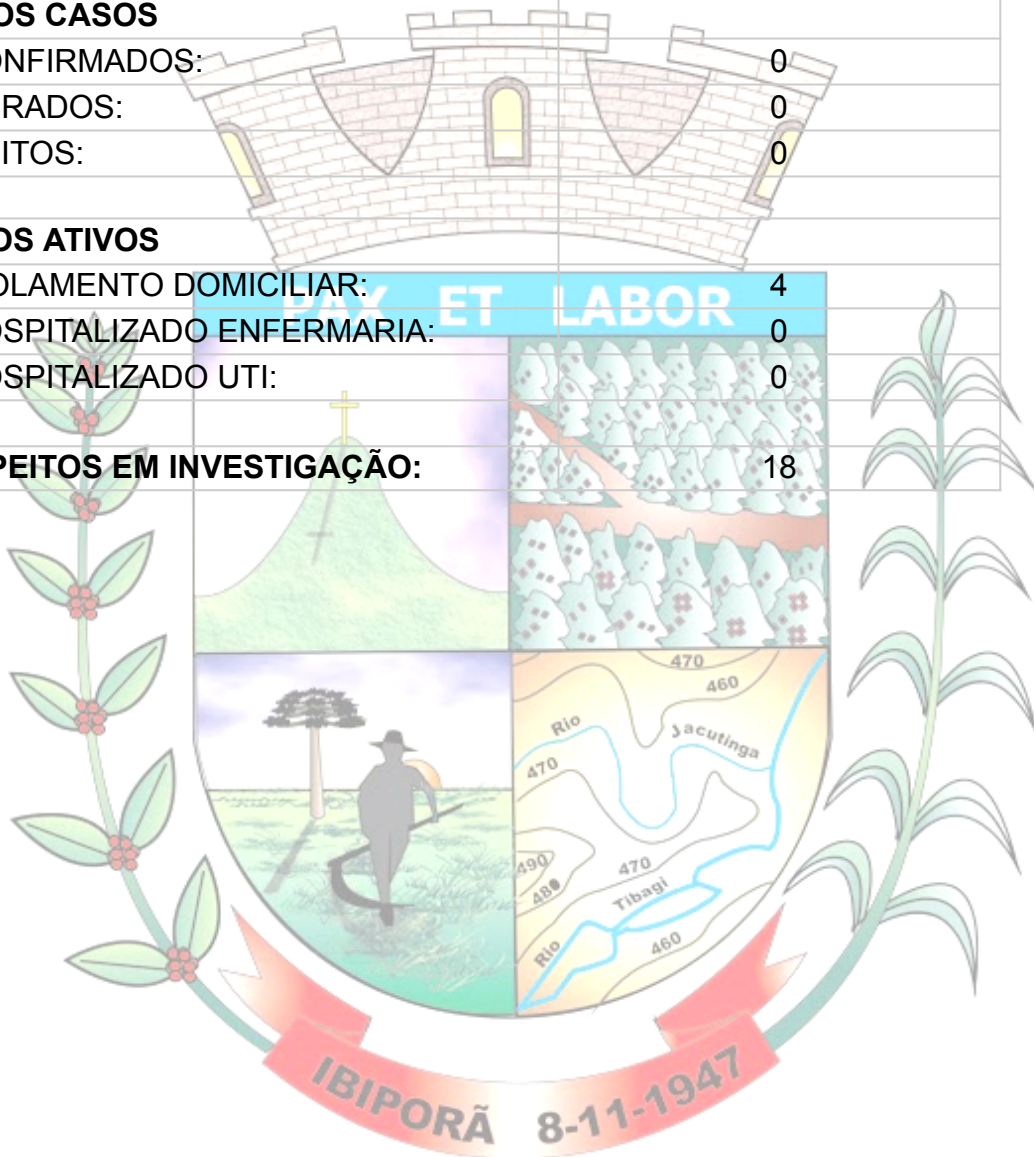 OS CASOS
ONFIRMADOS: 0
RADOS: 0
ITOS: 0
OS ATIVOS
OLAMENTO DOMICILIAR: 4
PAX ET LABOR
OSPITALIZADO ENFERMARIA: 0
OSPITALIZADO UTI: 0
PEITOS EM INVESTIGAÇÃO: 18
470
460
Rio Jacutinga
470
490
480
470
Rio Tibagi
460
IBIPORÃ 8-11-1947